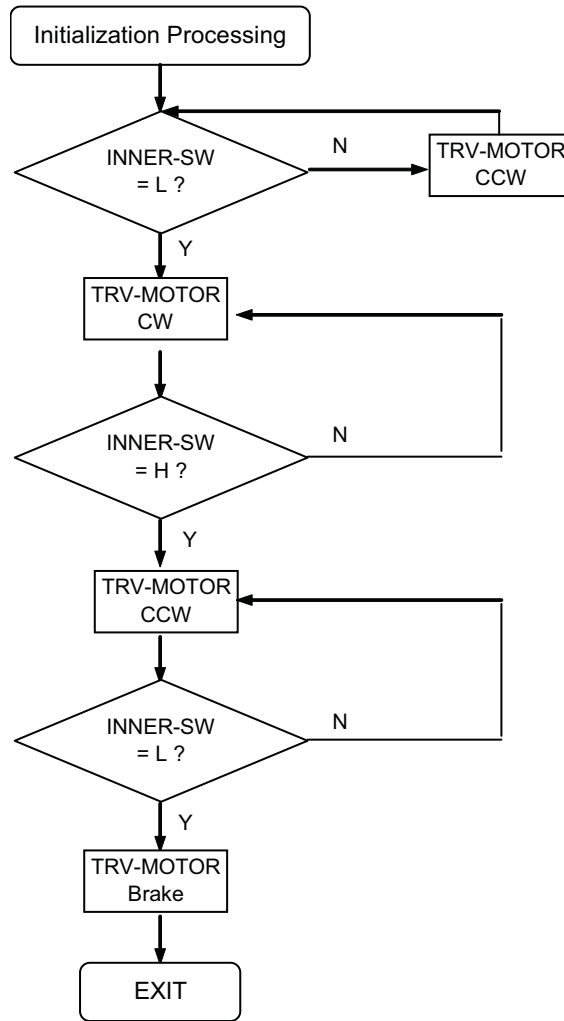 Initialization Processing
INNER-SW
= L ?
N
TRV-MOTOR
CCW
Y
TRV-MOTOR
CW
INNER-SW
= H ?
N
Y
TRV-MOTOR
CCW
INNER-SW
= L ?
N
Y
TRV-MOTOR
Brake
EXIT